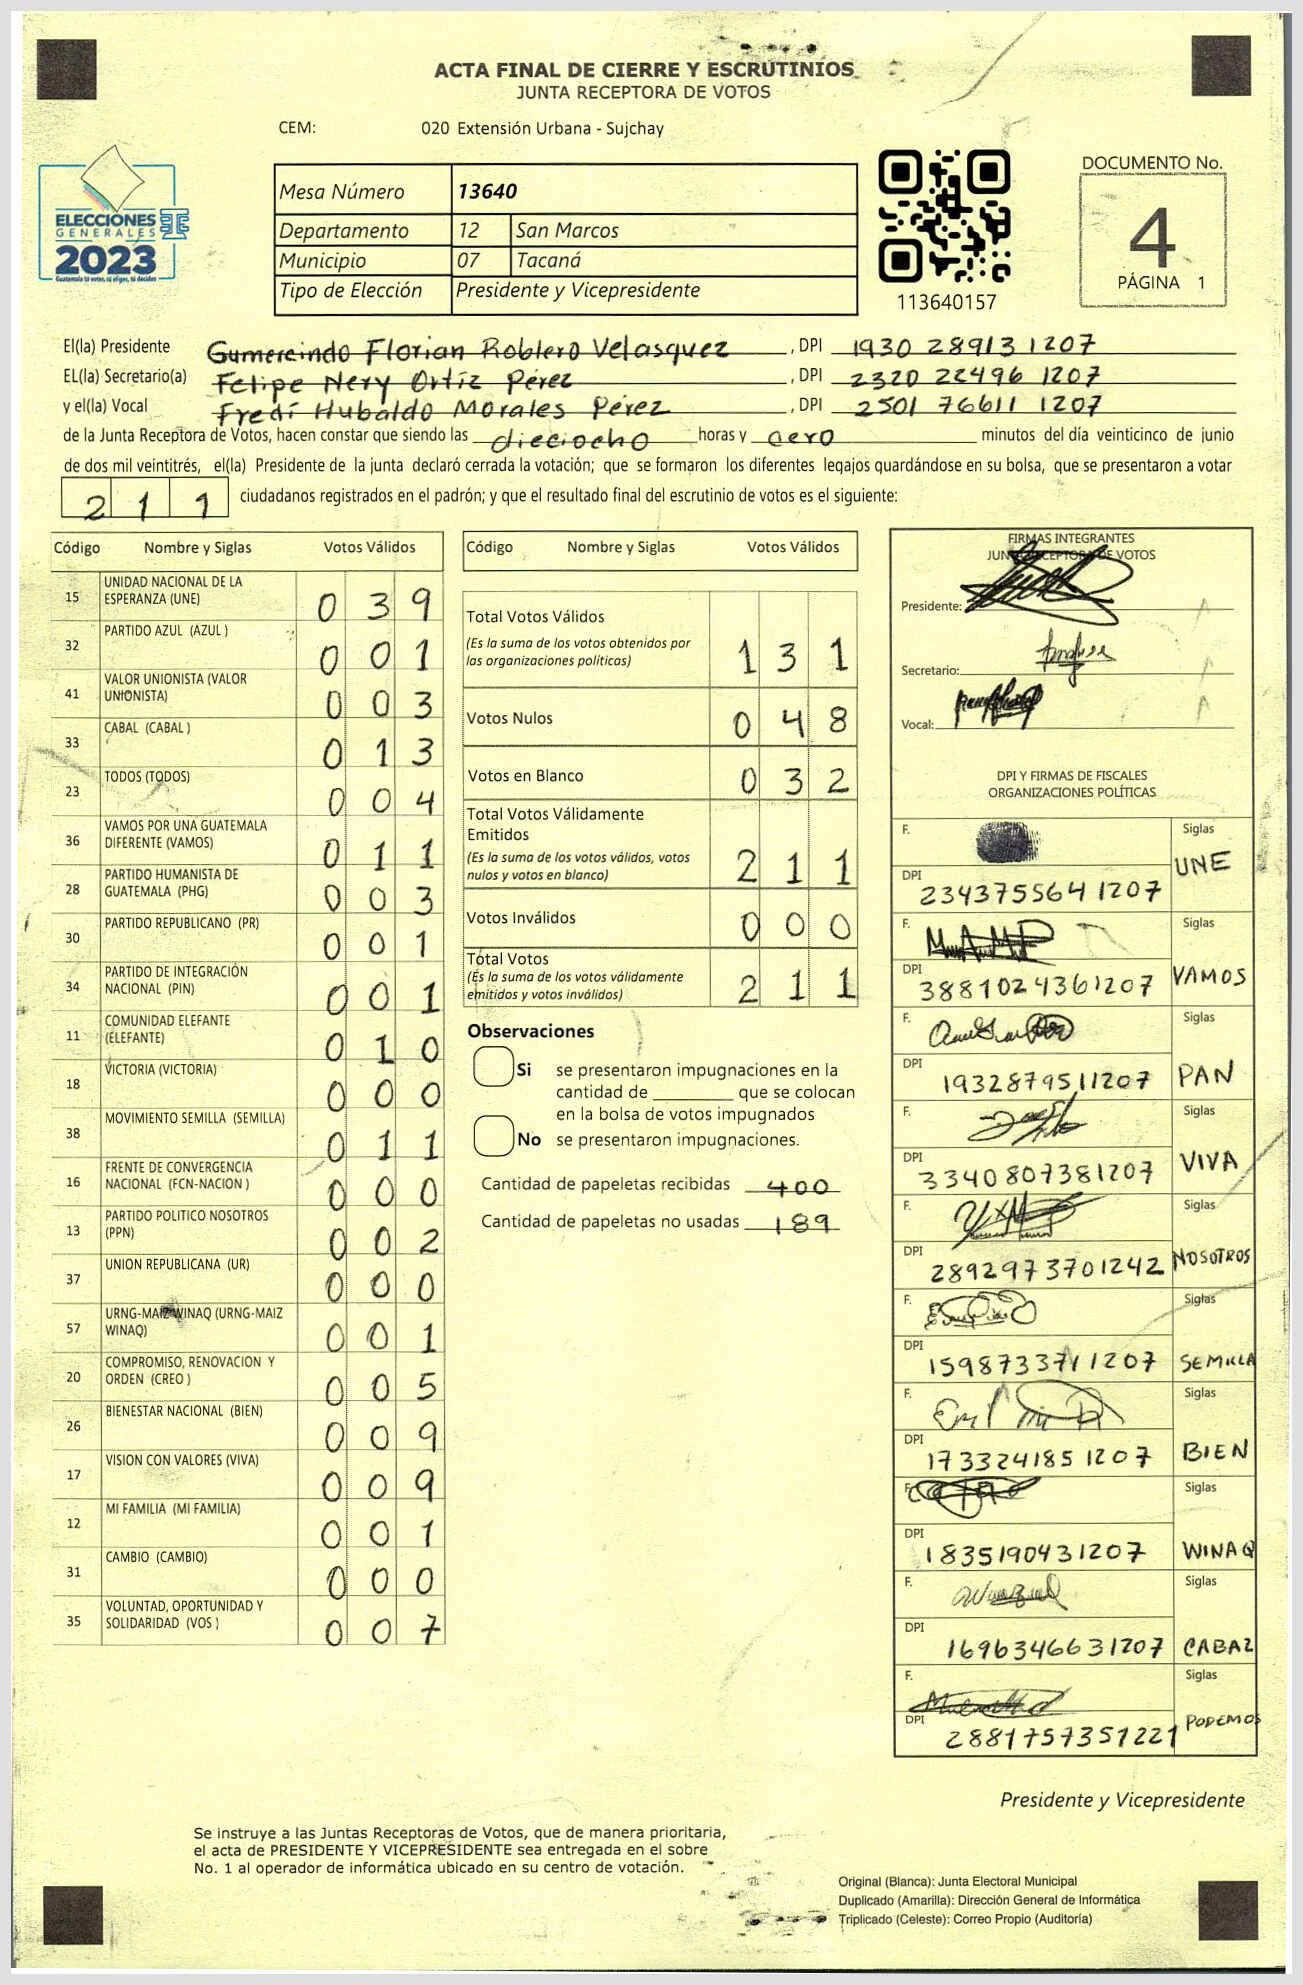 ACTA FINAL DE CIERRE Y ESCRUTINIOS
JUNTA RECEPTORA DE VOTOS
CEM: 020 Extensión Urbana - Sujchay
ELECCIONES
GENERALES
2023
Guatemala tú votas, tú eliges, tú decides
Mesa Número 13640
Departamento 12 San Marcos
Municipio 07 Tacaná
Tipo de Elección Presidente y Vicepresidente
113640157
DOCUMENTO No.
4
PÁGINA 1
El(la) Presidente Gumercindo Florian Roblero Velasquez , DPI 1930 28913 1207
EL(la) Secretario(a) Felipe Nery Ortíz Pérez , DPI 2320 22496 1207
y el(la) Vocal Fredí Hubaldo Morales Pérez , DPI 2501 76611 1207
de la Junta Receptora de Votos, hacen constar que siendo las dieciocho horas y cero minutos del día veinticinco de junio
de dos mil veintitrés, el(la) Presidente de la junta declaró cerrada la votación; que se formaron los diferentes legajos guardándose en su bolsa, que se presentaron a votar
211 ciudadanos registrados en el padrón; y que el resultado final del escrutinio de votos es el siguiente:
Código Nombre y Siglas Votos Válidos
15 UNIDAD NACIONAL DE LA
ESPERANZA (UNE) 0 3 9
32 PARTIDO AZUL (AZUL ) 0 0 1
41 VALOR UNIONISTA (VALOR
UNIONISTA) 0 0 3
33 CABAL (CABAL ) 0 1 3
23 TODOS (TODOS) 0 0 4
36 VAMOS POR UNA GUATEMALA
DIFERENTE (VAMOS) 0 1 1
28 PARTIDO HUMANISTA DE
GUATEMALA (PHG) 0 0 3
30 PARTIDO REPUBLICANO (PR) 0 0 1
34 PARTIDO DE INTEGRACIÓN
NACIONAL (PIN) 0 0 1
11 COMUNIDAD ELEFANTE
(ELEFANTE) 0 1 0
18 VICTORIA (VICTORIA) 0 0 0
38 MOVIMIENTO SEMILLA (SEMILLA) 0 1 1
16 FRENTE DE CONVERGENCIA
NACIONAL (FCN-NACION ) 0 0 0
13 PARTIDO POLITICO NOSOTROS
(PPN) 0 0 2
37 UNION REPUBLICANA (UR) 0 0 0
57 URNG-MAIZ-WINAQ (URNG-MAIZ
WINAQ) 0 0 1
20 COMPROMISO, RENOVACION Y
ORDEN (CREO ) 0 0 5
26 BIENESTAR NACIONAL (BIEN) 0 0 9
17 VISION CON VALORES (VIVA) 0 0 9
12 MI FAMILIA (MI FAMILIA) 0 0 1
31 CAMBIO (CAMBIO) 0 0 0
35 VOLUNTAD, OPORTUNIDAD Y
SOLIDARIDAD (VOS ) 0 0 7
Código Nombre y Siglas Votos Válidos
Total Votos Válidos
(Es la suma de los votos obtenidos por
las organizaciones políticas) 1 3 1
Votos Nulos 0 4 8
Votos en Blanco 0 3 2
Total Votos Válidamente
Emitidos
(Es la suma de los votos válidos, votos
nulos y votos en blanco) 2 1 1
Votos Inválidos 0 0 0
Total Votos
(Es la suma de los votos válidamente
emitidos y votos inválidos) 2 1 1
Observaciones
Si se presentaron impugnaciones en la
cantidad de ________ que se colocan
en la bolsa de votos impugnados
No se presentaron impugnaciones.
Cantidad de papeletas recibidas 400
Cantidad de papeletas no usadas 189
FIRMAS INTEGRANTES
JUNTA RECEPTORA DE VOTOS
Presidente:
Secretario:
Vocal:
DPI Y FIRMAS DE FISCALES
ORGANIZACIONES POLÍTICAS
F. Siglas
DPI 234375564 1207 UNE
F. Siglas
DPI 3881024361207 VAMOS
F. Siglas
DPI 1932879511207 PAN
F. Siglas
DPI 3340807381207 VIVA
F. Siglas
DPI 2892973701242 NOSOTROS
F. Siglas
DPI 1598733711207 SEMILLA
F. Siglas
DPI 173324185 1207 BIEN
F. Siglas
DPI 1835190431207 WINAQ
F. Siglas
DPI 1696346631207 CABAL
F. Siglas
DPI 2881757351221 PODEMOS
Presidente y Vicepresidente
Se instruye a las Juntas Receptoras de Votos, que de manera prioritaria,
el acta de PRESIDENTE Y VICEPRESIDENTE sea entregada en el sobre
No. 1 al operador de informática ubicado en su centro de votación.
Original (Blanca): Junta Electoral Municipal
Duplicado (Amarilla): Dirección General de Informática
Triplicado (Celeste): Correo Propio (Auditoría)